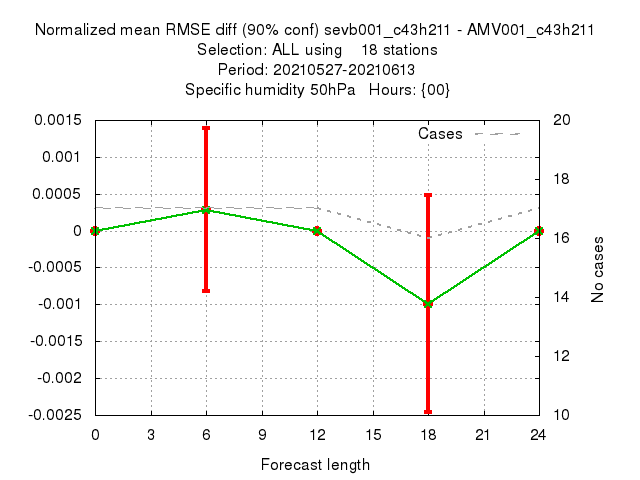 Normalized mean RMSE diff (90% conf) sevb001_c43h211 - AMV001_c43h211
Selection: ALL using    18 stations
Period: 20210527-20210613
Specific humidity 50hPa   Hours: {00}
Cases
0.0015
0.001
0.0005
0
-0.0005
-0.001
-0.0015
-0.002
-0.0025
20
18
16
14
12
10
No cases
0 3 6 9 12 15 18 21 24
Forecast length